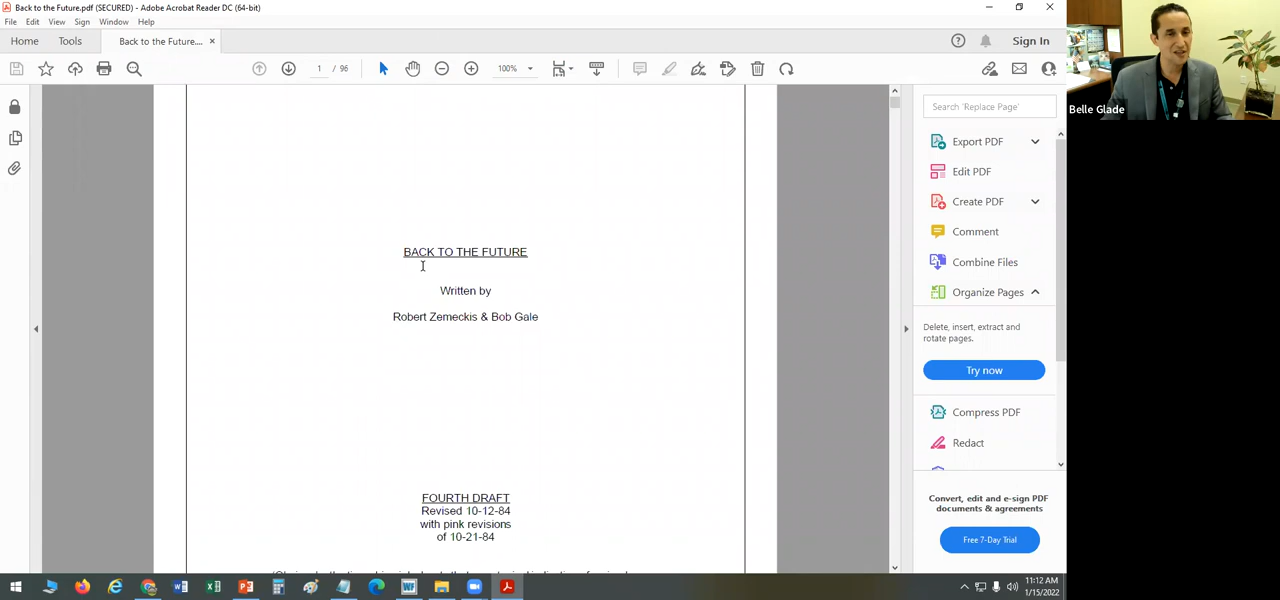 Back to the Future.pdf (SECURED) - Adobe Acrobat Reader DC (64-bit)
File Edit View Sign Window Help
Home Tools Back to the Future.... × Sign In
1 / 96 100%
Search 'Replace Page'
Belle Glade
Export PDF
Edit PDF
Create PDF
Comment
Combine Files
Organize Pages
Delete, insert, extract and
rotate pages.
Try now
Compress PDF
Redact
Convert, edit and e-sign PDF
documents & agreements
Free 7-Day Trial
BACK TO THE FUTURE
Written by
Robert Zemeckis & Bob Gale
FOURTH DRAFT
Revised 10-12-84
with pink revisions
of 10-21-84
11:12 AM
1/15/2022